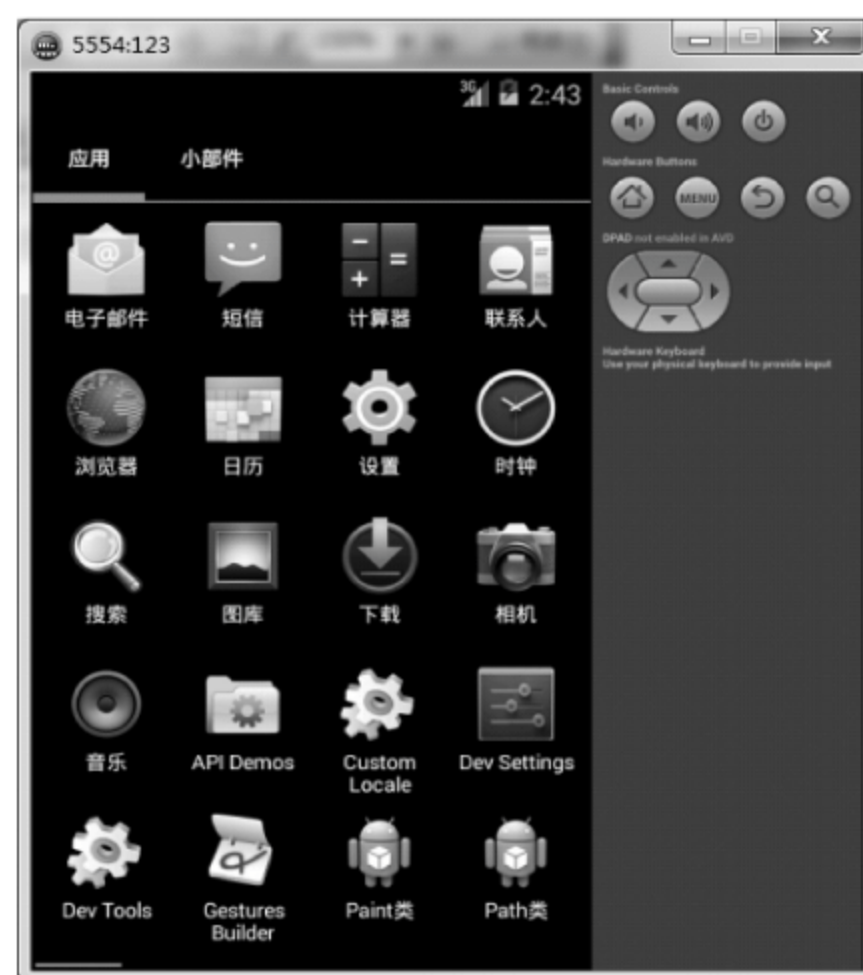 5554:123
3G 2:43
应用 小部件
电子邮件 短信 计算器 联系人
浏览器 日历 设置 时钟
搜索 图库 下载 相机
音乐 API Demos Custom Locale Dev Settings
Dev Tools Gestures Builder Paint类 Path类
Basic Controls
Hardware Buttons
MENU
DPAD not enabled in AVD
Hardware Keyboard
Use your physical keyboard to provide input